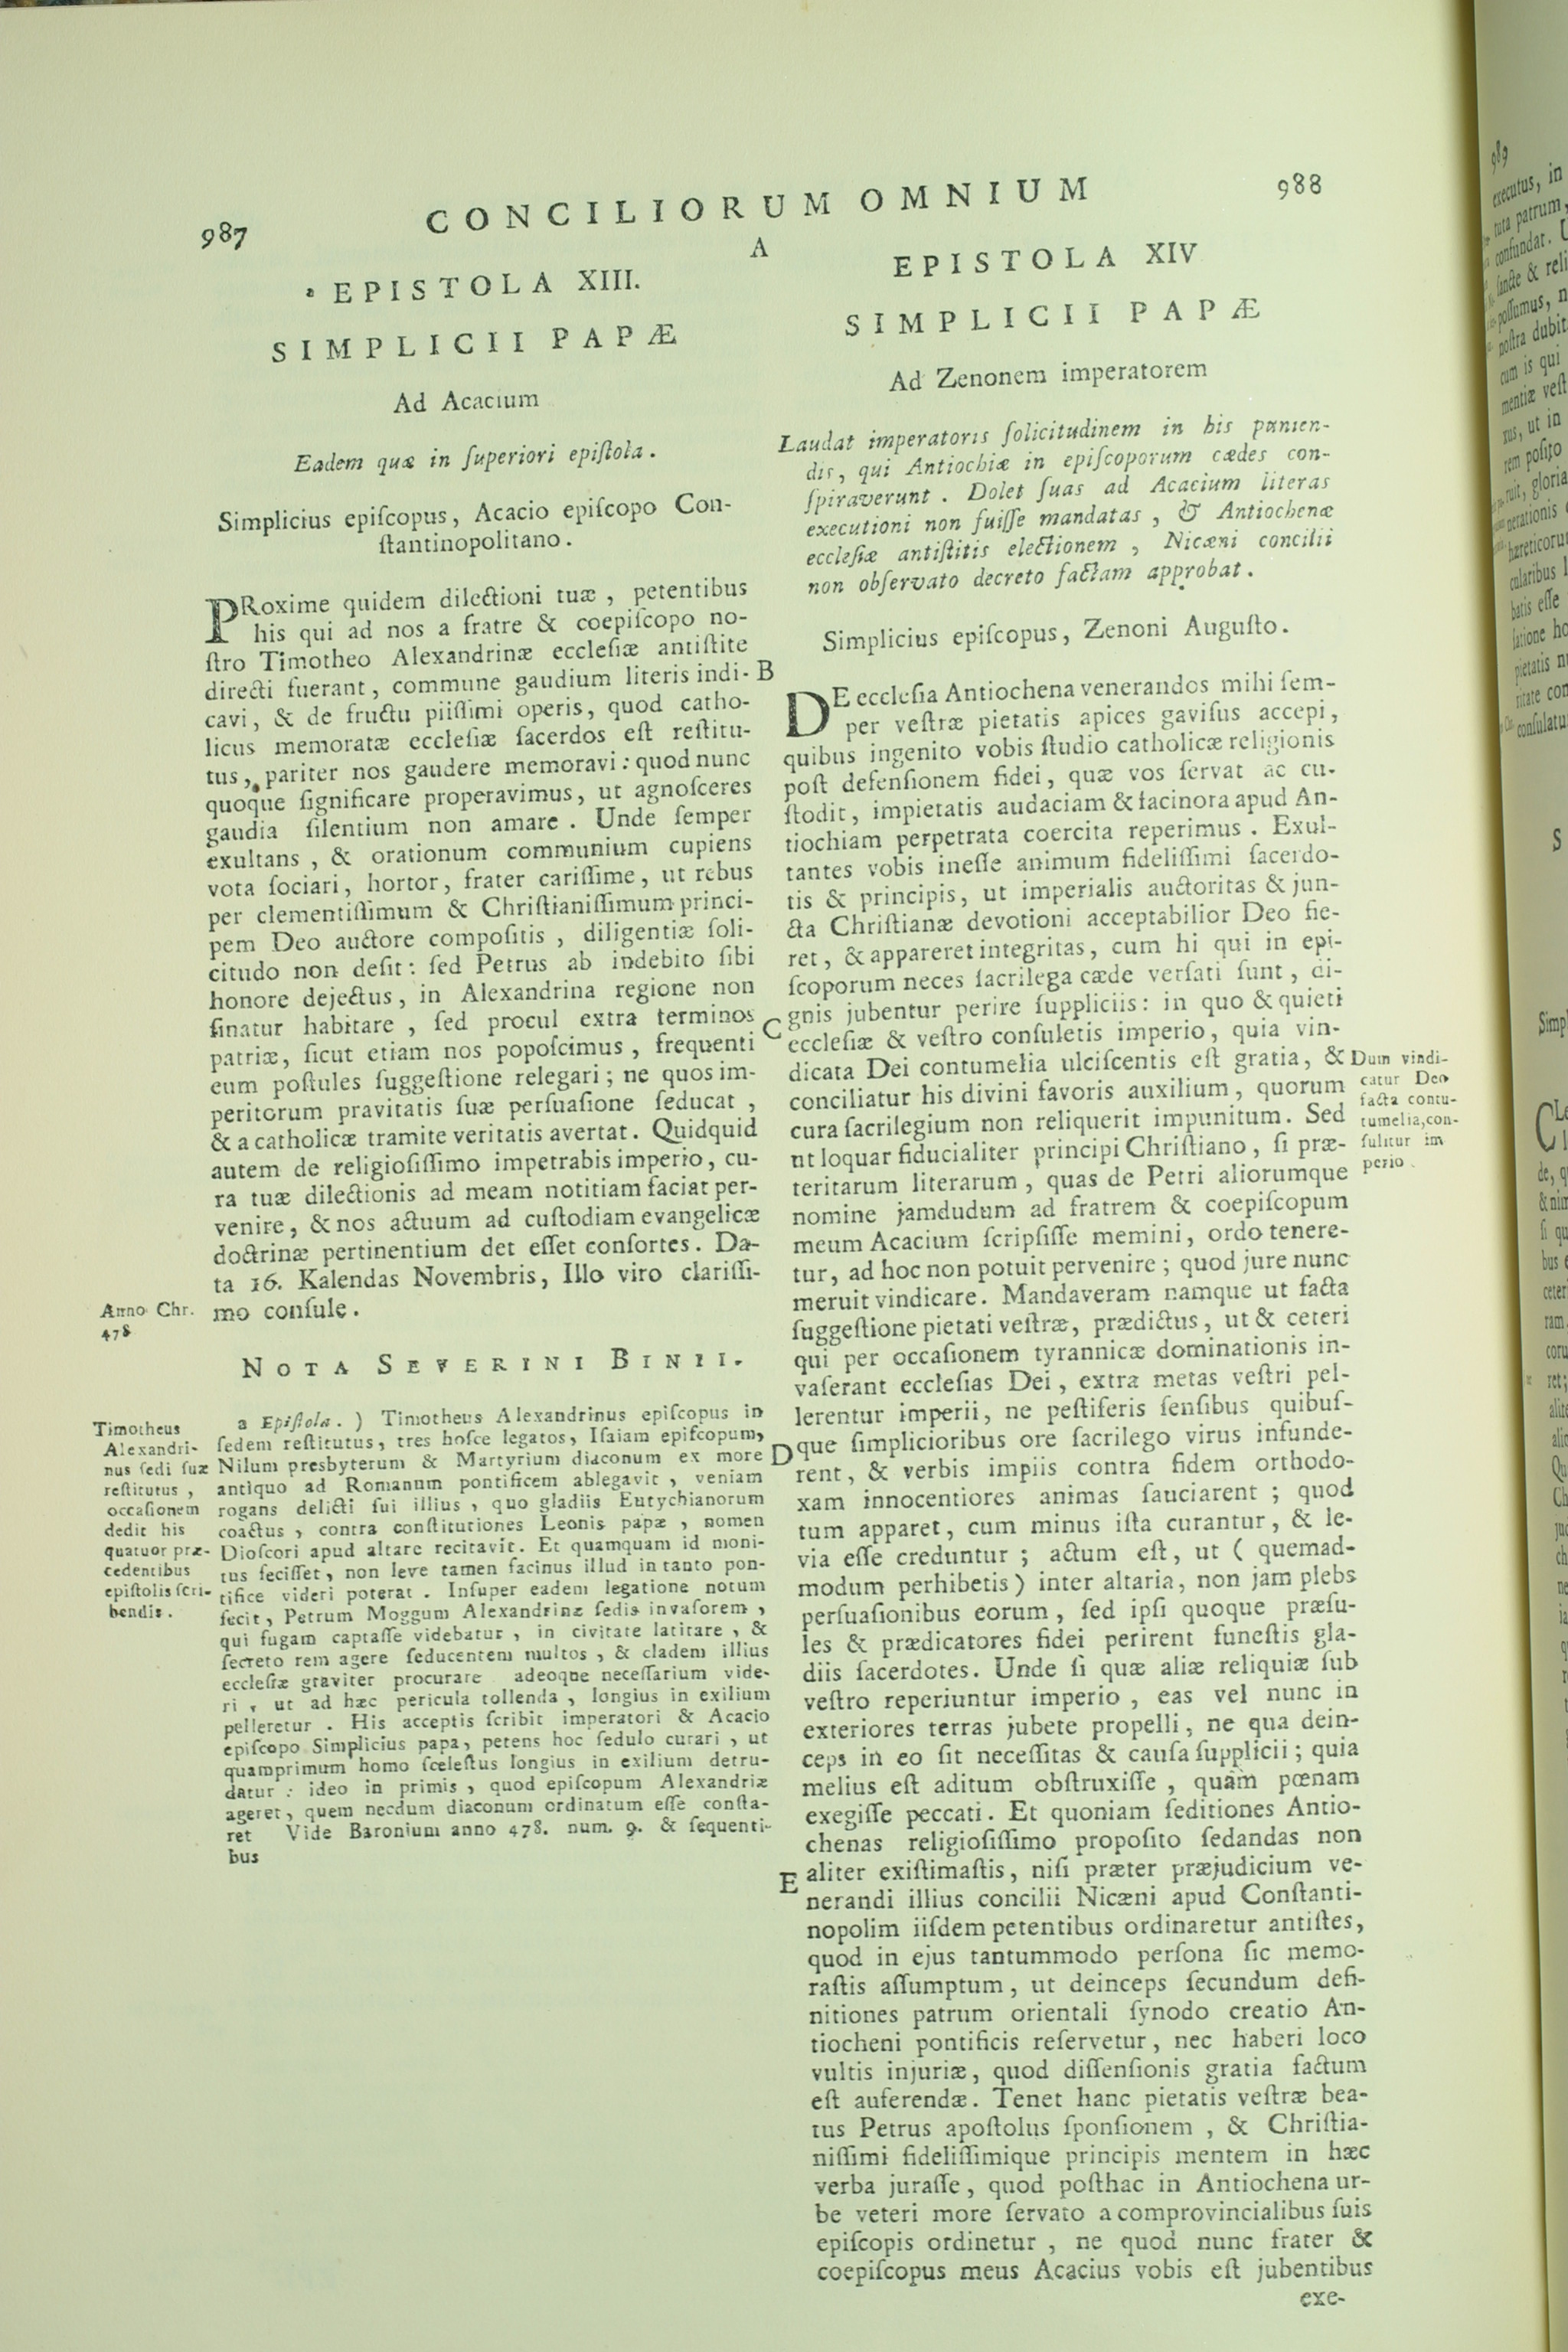 987
CONCILIORUM OMNIUM
988
A
a EPISTOLA XIII.
SIMPLICII PAPÆ
Ad Acacium
Eadem quæ in ſuperiori epiſtola.
Simplicius epiſcopus, Acacio epiſcopo Con-
ſtantinopolitano.
PRoxime quidem dilectioni tuæ, petentibus
his qui ad nos a fratre & coepiſcopo no-
ſtro Timotheo Alexandrinæ eccleſiæ antiſtite
directi fuerant, commune gaudium literis indi-
B
cavi, & de fructu piiſſimi operis, quod catho-
licus memoratæ eccleſiæ ſacerdos eſt reſtitu-
tus, pariter nos gaudere memoravi: quod nunc
quoque ſignificare properavimus, ut agnoſceres
gaudia ſilentium non amare. Unde ſemper
exultans, & orationum communium cupiens
vota ſociari, hortor, frater cariſſime, ut rebus
per clementiſſimum & Chriſtianiſſimum princi-
pem Deo auctore compoſitis, diligentiæ ſoli-
citudo non deſit: ſed Petrus ab indebito ſibi
honore dejectus, in Alexandrina regione non
ſinatur habitare, ſed procul extra terminos
C
patriæ, ſicut etiam nos popoſcimus, frequenti
eum poſtules ſuggeſtione relegari; ne quos im-
peritorum pravitatis ſuæ perſuaſione ſeducat,
& a catholicæ tramite veritatis avertat. Quidquid
autem de religioſiſſimo impetrabis imperio, cu-
ra tuæ dilectionis ad meam notitiam faciat per-
venire, & nos actuum ad cuſtodiam evangelicæ
doctrinæ pertinentium det eſſet conſortes. Da-
ta 16. Kalendas Novembris, Illo viro clariſſi-
mo conſule.
Anno Chr.
478
NOTA SEVERINI BINII.
a Epiſtola.) Timotheus Alexandrinus epiſcopus in
ſedem reſtitutus, tres hoſce legatos, Iſaiam epiſcopum,
Nilum presbyterum & Martyrium diaconum ex more
antiquo ad Romanum pontificem ablegavit, veniam
rogans delicti ſui illius, quo gladiis Eutychianorum
coactus, contra conſtitutiones Leonis papæ, nomen
Dioſcori apud altare recitavit. Et quamquam id moni-
tus feciſſet, non leve tamen facinus illud in tanto pon-
tifice videri poterat. Inſuper eadem legatione notum
fecit, Petrum Moggum Alexandrinæ ſedis invaſorem,
qui fugam captaſſe videbatur, in civitate latitare, &
ſecreto rem agere ſeducentem multos, & cladem illius
eccleſiæ graviter procurare adeoque neceſſarium vide-
ri, ut ad hæc pericula tollenda, longius in exilium
pelleretur. His acceptis ſcribit imperatori & Acacio
epiſcopo Simplicius papa, petens hoc ſedulo curari, ut
quamprimum homo ſceleſtus longius in exilium detru-
datur: ideo in primis, quod epiſcopum Alexandriæ
ageret, quem necdum diaconum ordinatum eſſe conſta-
ret Vide Baronium anno 478. num. 9. & ſequenti-
bus
Timotheus
Alexandri-
nus ſedi ſuæ
reſtitutus,
occaſionem
dedit his
quatuor præ-
cedentibus
epiſtolis ſcri-
bendis.
EPISTOLA XIV
SIMPLICII PAPÆ
Ad Zenonem imperatorem
Laudat imperatoris ſolicitudinem in his punien-
dis, qui Antiochiæ in epiſcoporum cædes con-
ſpiraverunt. Dolet ſuas ad Acacium literas
executioni non fuiſſe mandatas, & Antiochenæ
eccleſiæ antiſtitis electionem, Nicæni concilii
non obſervato decreto factam approbat.
Simplicius epiſcopus, Zenoni Auguſto.
DE eccleſia Antiochena venerandos mihi ſem-
per veſtræ pietatis apices gaviſus accepi,
quibus ingenito vobis ſtudio catholicæ religionis
poſt defenſionem fidei, quæ vos ſervat ac cu-
ſtodit, impietatis audaciam & facinora apud An-
tiochiam perpetrata coercita reperimus. Exul-
tantes vobis ineſſe animum fideliſſimi ſacerdo-
tis & principis, ut imperialis auctoritas & jun-
cta Chriſtianæ devotioni acceptabilior Deo fie-
ret, & appareret integritas, cum hi qui in epi-
ſcoporum neces ſacrilega cæde verſati ſunt, di-
gnis jubentur perire ſuppliciis: in quo & quieti
eccleſiæ & veſtro conſuletis imperio, quia vin-
dicata Dei contumelia ulciſcentis eſt gratia, &
conciliatur his divini favoris auxilium, quorum
cura ſacrilegium non reliquerit impunitum. Sed
nt loquar fiducialiter principi Chriſtiano, ſi præ-
teritarum literarum, quas de Petri aliorumque
nomine jamdudum ad fratrem & coepiſcopum
meum Acacium ſcripſiſſe memini, ordo tenere-
tur, ad hoc non potuit pervenire; quod jure nunc
meruit vindicare. Mandaveram namque ut facta
ſuggeſtione pietati veſtræ, prædictus, ut & ceteri
qui per occaſionem tyrannicæ dominationis in-
vaſerant eccleſias Dei, extra metas veſtri pel-
lerentur imperii, ne peſtiferis ſenſibus quibuſ-
D
que ſimplicioribus ore ſacrilego virus infunde-
rent, & verbis impiis contra fidem orthodo-
xam innocentiores animas ſauciarent; quod
tum apparet, cum minus iſta curantur, & le-
via eſſe creduntur; actum eſt, ut (quemad-
modum perhibetis) inter altaria, non jam plebs
perſuaſionibus eorum, ſed ipſi quoque præſu-
les & prædicatores fidei perirent funeſtis gla-
diis ſacerdotes. Unde ſi quæ aliæ reliquiæ ſub
veſtro reperiuntur imperio, eas vel nunc in
exteriores terras jubete propelli, ne qua dein-
ceps in eo ſit neceſſitas & cauſa ſupplicii; quia
melius eſt aditum obſtruxiſſe, quàm pœnam
exegiſſe peccati. Et quoniam ſeditiones Antio-
chenas religioſiſſimo propoſito ſedandas non
E
aliter exiſtimaſtis, niſi præter præjudicium ve-
nerandi illius concilii Nicæni apud Conſtanti-
nopolim iiſdem petentibus ordinaretur antiſtes,
quod in ejus tantummodo perſona ſic memo-
raſtis aſſumptum, ut deinceps ſecundum defi-
nitiones patrum orientali ſynodo creatio An-
tiocheni pontificis reſervetur, nec haberi loco
vultis injuriæ, quod diſſenſionis gratia factum
eſt auferendæ. Tenet hanc pietatis veſtræ bea-
tus Petrus apoſtolus ſponſionem, & Chriſtia-
niſſimi fideliſſimique principis mentem in hæc
verba juraſſe, quod poſthac in Antiochena ur-
be veteri more ſervato a comprovincialibus ſuis
epiſcopis ordinetur, ne quod nunc frater &
coepiſcopus meus Acacius vobis eſt jubentibus
exe-
Dum vindi-
catur Deo
facta contu-
tumelia, con-
ſulitur im
perio.
989
executus, in